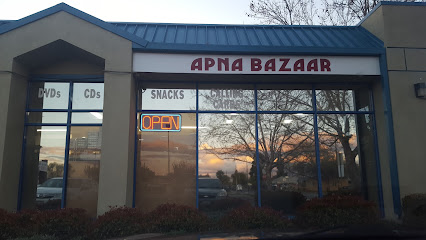 APNA BAZAAR
DVDs
CDs
SNACKS
CALLING
CARDS
OPEN